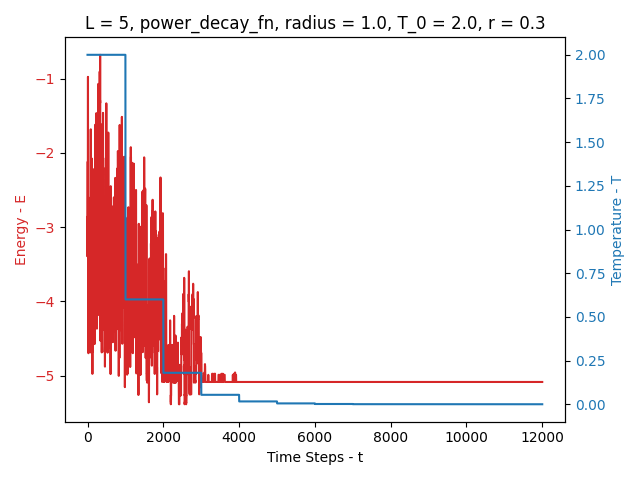 L = 5, power_decay_fn, radius = 1.0, T_0 = 2.0, r = 0.3
−1
−2
−3
−4
−5
Energy - E
2.00
1.75
1.50
1.25
1.00
0.75
0.50
0.25
0.00
Temperature - T
0 2000 4000 6000 8000 10000 12000
Time Steps - t